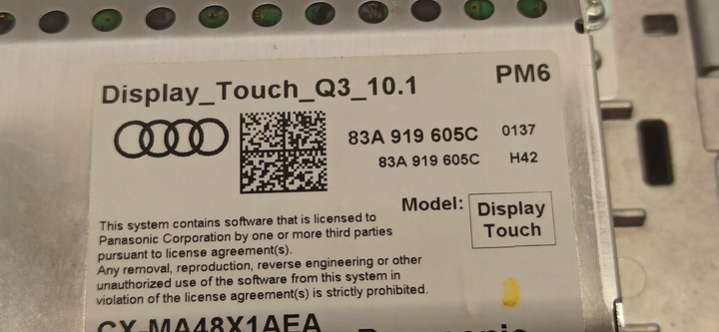 Display_Touch_Q3_10.1
PM6
83A 919 605C 0137
83A 919 605C H42
Model: Display Touch
This system contains software that is licensed to
Panasonic Corporation by one or more third parties
pursuant to license agreement(s).
Any removal, reproduction, reverse engineering or other
unauthorized use of the software from this system in
violation of the license agreement(s) is strictly prohibited.
CX-MA48X1AEA
Panasonic